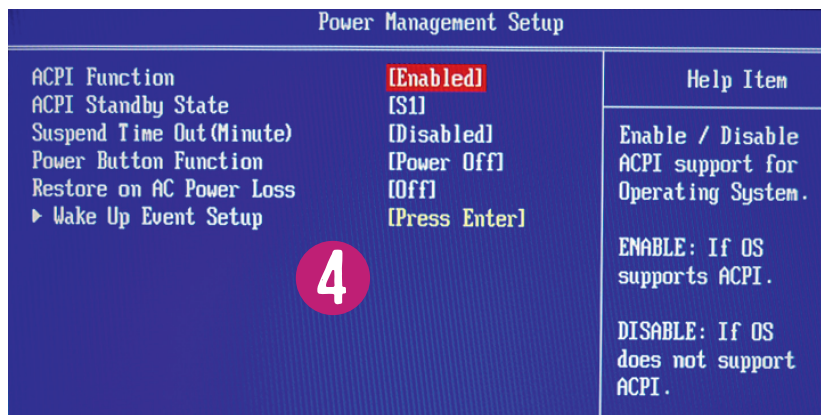 Power Management Setup
ACPI Function [Enabled]
ACPI Standby State [S1]
Suspend Time Out(Minute) [Disabled]
Power Button Function [Power Off]
Restore on AC Power Loss [Off]
▶ Wake Up Event Setup [Press Enter]
4
Help Item
Enable / Disable
ACPI support for
Operating System.
ENABLE: If OS
supports ACPI.
DISABLE: If OS
does not support
ACPI.